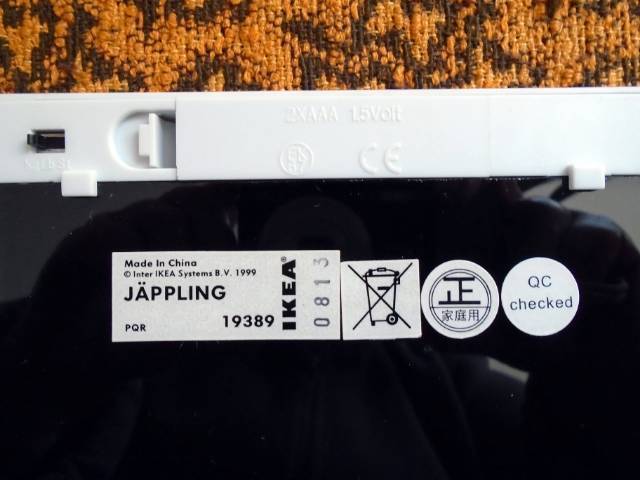 2XAAA 1.5Volt
CE
Made In China
© Inter IKEA Systems B.V. 1999
JÄPPLING
PQR
19389
IKEA
0813
正
家庭用
QC
checked